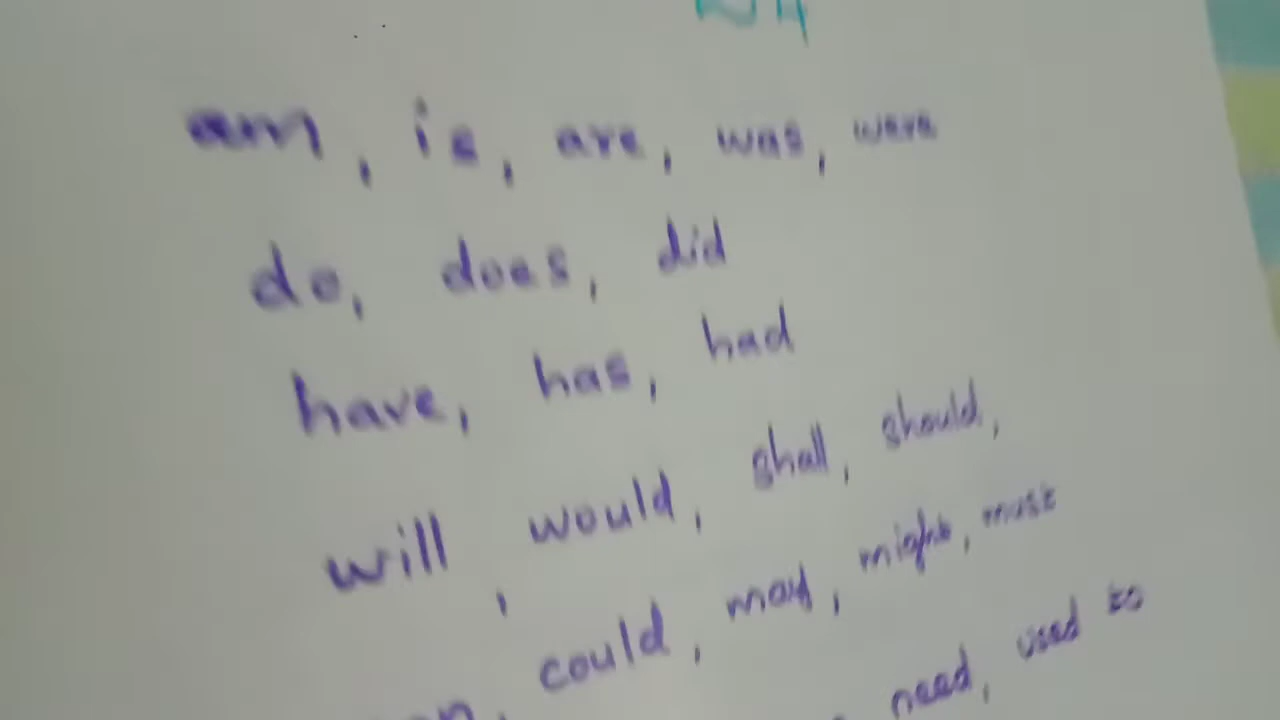 am, is, are, was, were
do, does, did
have, has, had
will, would, shall, should,
could, may, might, must
need, used to